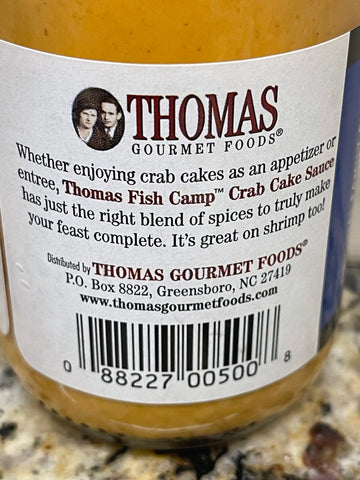 THOMAS
GOURMET FOODS®
Whether enjoying crab cakes as an appetizer or
entree, Thomas Fish Camp™ Crab Cake Sauce
has just the right blend of spices to truly make
your feast complete. It's great on shrimp too!
Distributed by THOMAS GOURMET FOODS®
P.O. Box 8822, Greensboro, NC 27419
www.thomasgourmetfoods.com
0 88227 00500 8